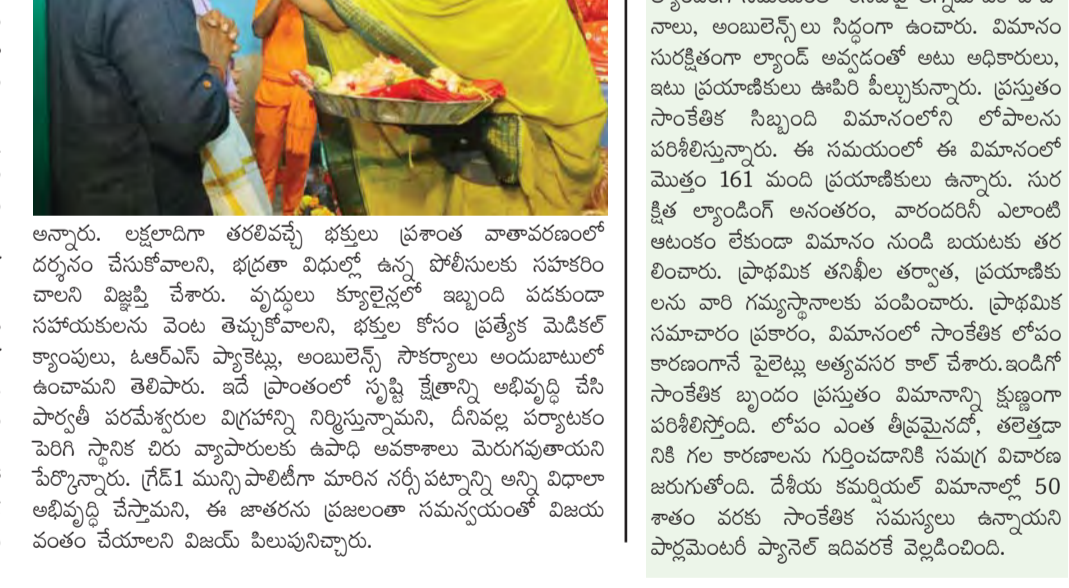 అన్నారు. లక్షలాదిగా తరలివచ్చే భక్తులు ప్రశాంత వాతావరణంలో
దర్శనం చేసుకోవాలని, భద్రతా విధుల్లో ఉన్న పోలీసులకు సహకరిం
చాలని విజ్ఞప్తి చేశారు. వృద్ధులు క్యూలైన్లలో ఇబ్బంది పడకుండా
సహాయకులను వెంట తెచ్చుకోవాలని, భక్తుల కోసం ప్రత్యేక మెడికల్
క్యాంపులు, ఓఆర్ఎస్ ప్యాకెట్లు, అంబులెన్స్ సౌకర్యాలు అందుబాటులో
ఉంచామని తెలిపారు. ఇదే ప్రాంతంలో సృష్టి క్షేత్రాన్ని అభివృద్ధి చేసి
పార్వతీ పరమేశ్వరుల విగ్రహాన్ని నిర్మిస్తున్నామని, దీనివల్ల పర్యాటకం
పెరిగి స్థానిక చిరు వ్యాపారులకు ఉపాధి అవకాశాలు మెరుగవుతాయని
పేర్కొన్నారు. గ్రేడ్1 మున్సిపాలిటీగా మారిన నర్సీపట్నాన్ని అన్ని విధాలా
అభివృద్ధి చేస్తామని, ఈ జాతరను ప్రజలంతా సమన్వయంతో విజయ
వంతం చేయాలని విజయ్ పిలుపునిచ్చారు.
నాలు, అంబులెన్స్‌లు సిద్ధంగా ఉంచారు. విమానం
సురక్షితంగా ల్యాండ్ అవ్వడంతో అటు అధికారులు,
ఇటు ప్రయాణికులు ఊపిరి పీల్చుకున్నారు. ప్రస్తుతం
సాంకేతిక సిబ్బంది విమానంలోని లోపాలను
పరిశీలిస్తున్నారు. ఈ సమయంలో ఈ విమానంలో
మొత్తం 161 మంది ప్రయాణికులు ఉన్నారు. సుర
క్షిత ల్యాండింగ్ అనంతరం, వారందరినీ ఎలాంటి
ఆటంకం లేకుండా విమానం నుండి బయటకు తర
లించారు. ప్రాథమిక తనిఖీల తర్వాత, ప్రయాణికు
లను వారి గమ్యస్థానాలకు పంపించారు. ప్రాథమిక
సమాచారం ప్రకారం, విమానంలో సాంకేతిక లోపం
కారణంగానే పైలెట్లు అత్యవసర కాల్ చేశారు.ఇండిగో
సాంకేతిక బృందం ప్రస్తుతం విమానాన్ని క్షుణ్ణంగా
పరిశీలిస్తోంది. లోపం ఎంత తీవ్రమైనదో, తలెత్తడా
నికి గల కారణాలను గుర్తించడానికి సమగ్ర విచారణ
జరుగుతోంది. దేశీయ కమర్షియల్ విమానాల్లో 50
శాతం వరకు సాంకేతిక సమస్యలు ఉన్నాయని
పార్లమెంటరీ ప్యానెల్ ఇదివరకే వెల్లడించింది.